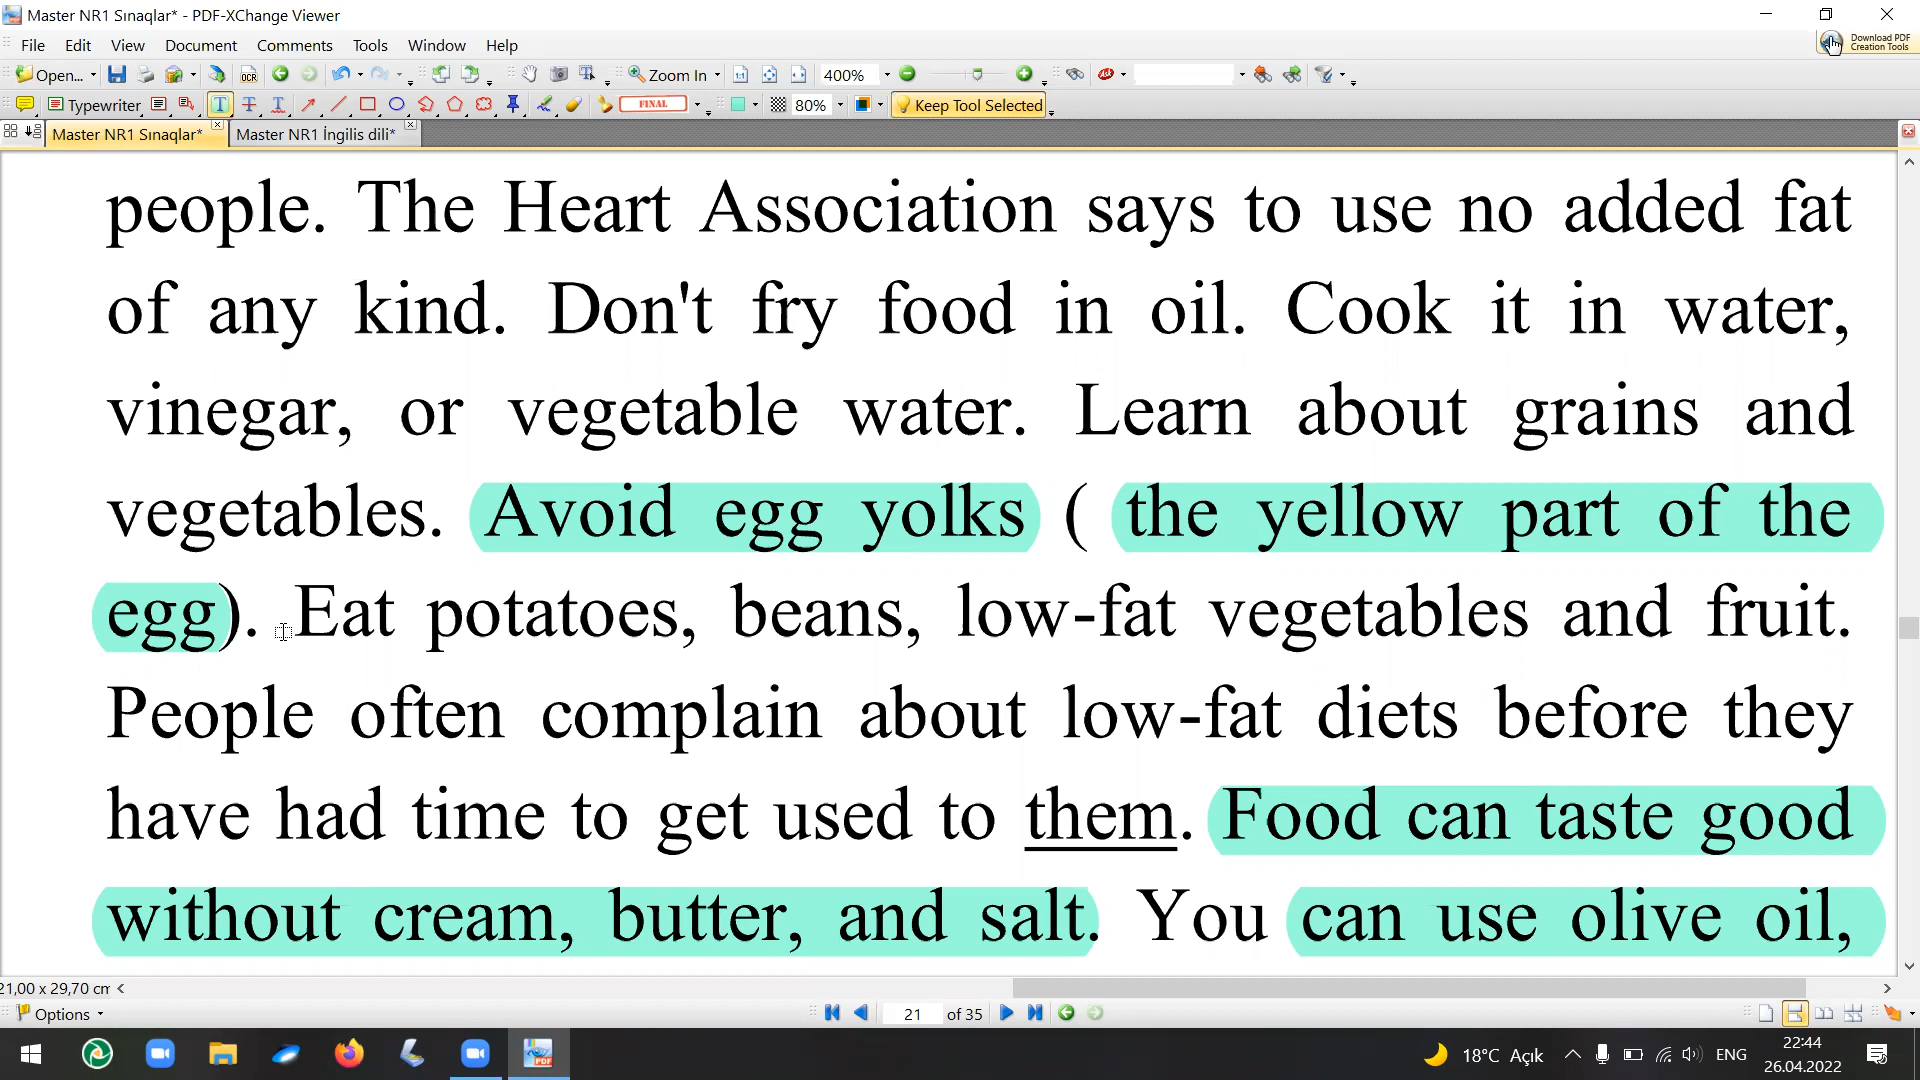 Master NR1 Sınaqlar* - PDF-XChange Viewer
File Edit View Document Comments Tools Window Help
Download PDF
Creation Tools
Open... OCR Zoom In 400%
Typewriter FINAL 80% Keep Tool Selected
Master NR1 Sınaqlar* Master NR1 İngilis dili*
people. The Heart Association says to use no added fat
of any kind. Don't fry food in oil. Cook it in water,
vinegar, or vegetable water. Learn about grains and
vegetables. Avoid egg yolks ( the yellow part of the
egg). Eat potatoes, beans, low-fat vegetables and fruit.
People often complain about low-fat diets before they
have had time to get used to them. Food can taste good
without cream, butter, and salt. You can use olive oil,
21,00 x 29,70 cm
Options 21 of 35
18°C Açık ENG 22:44
26.04.2022